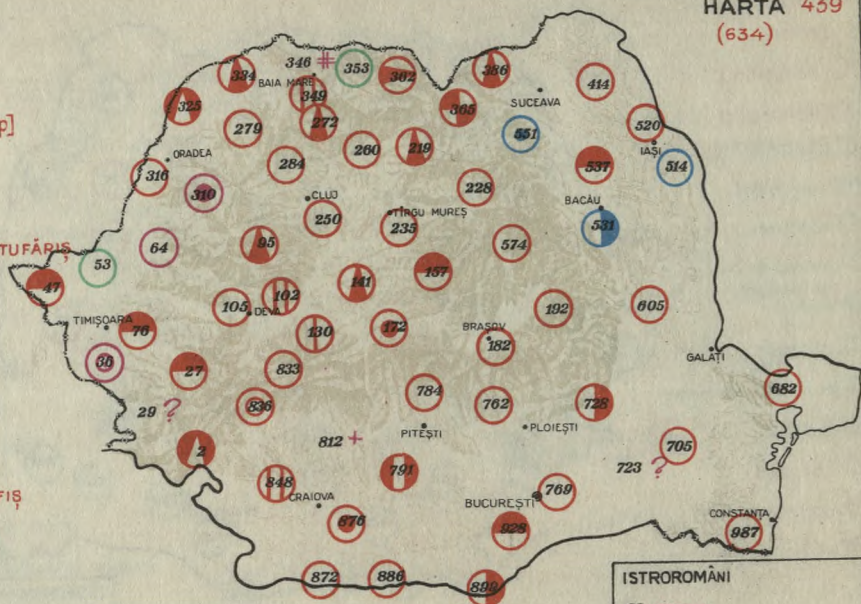 HARTA 439
(634)
346 353
334 362 386
BAIA MARE
349 414
325 365 SUCEAVA
p]
279 272 551 520
260 219 IAȘI
ORADEA 284 537 514
316
310 CLUJ 228 BACĂU
250 TÎRGU MUREȘ
235 531
TUFĂRIȘ 64 95 574
53
47 141 157
105 102 192 605
TIMIȘOARA 76 DEVA
130 172 BRAȘOV
182
36 GALAȚI
27 833
784 762 728 682
29 ? 836
812 + PITEȘTI PLOIEȘTI
2 705
723 ?
791
FIȘ 848
CRAIOVA BUCUREȘTI 769
876 928 CONSTANȚA
987
872 886 899
ISTROROMÂNI